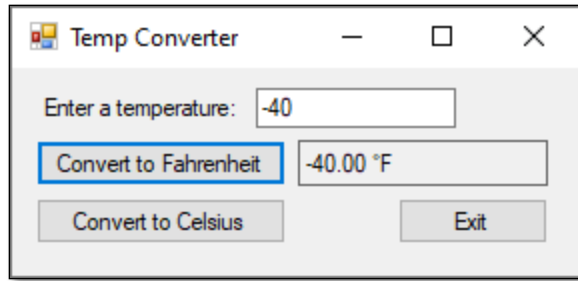 Temp Converter
Enter a temperature: -40
Convert to Fahrenheit -40.00 °F
Convert to Celsius Exit